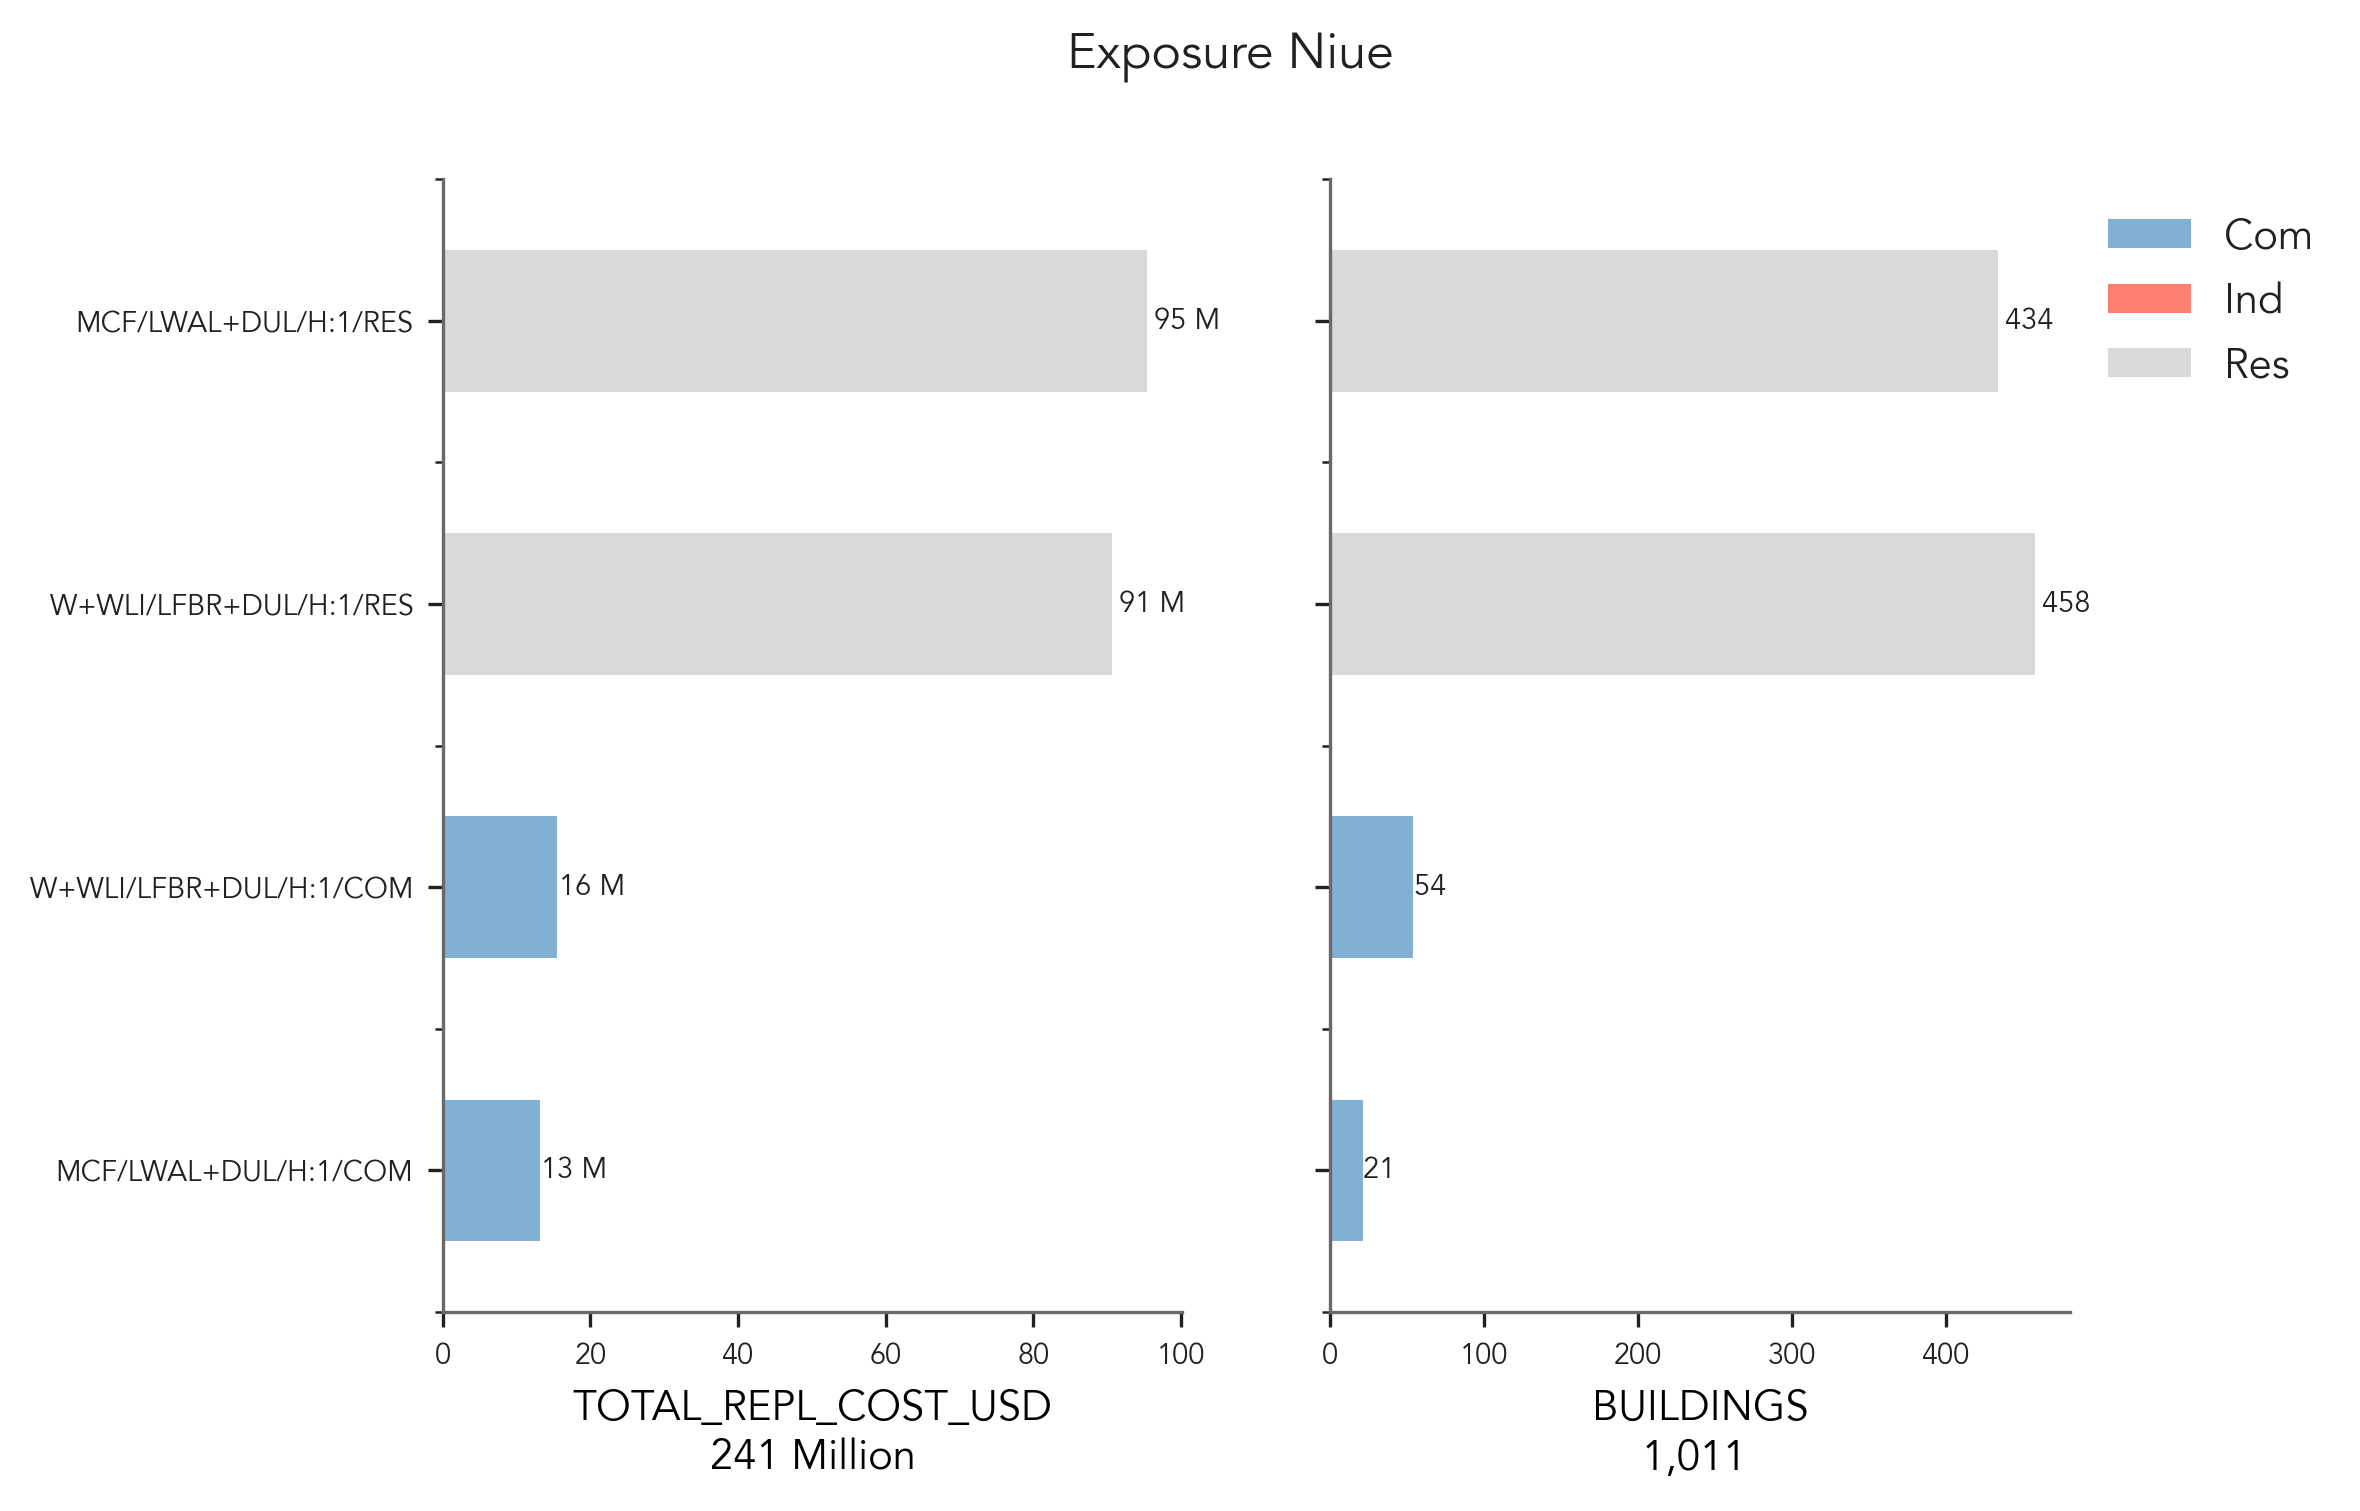 Exposure Niue
MCF/LWAL+DUL/H:1/RES
95 M
W+WLI/LFBR+DUL/H:1/RES
91 M
W+WLI/LFBR+DUL/H:1/COM
16 M
MCF/LWAL+DUL/H:1/COM
13 M
0 20 40 60 80 100
TOTAL_REPL_COST_USD
241 Million
434
458
54
21
0 100 200 300 400
BUILDINGS
1,011
Com
Ind
Res